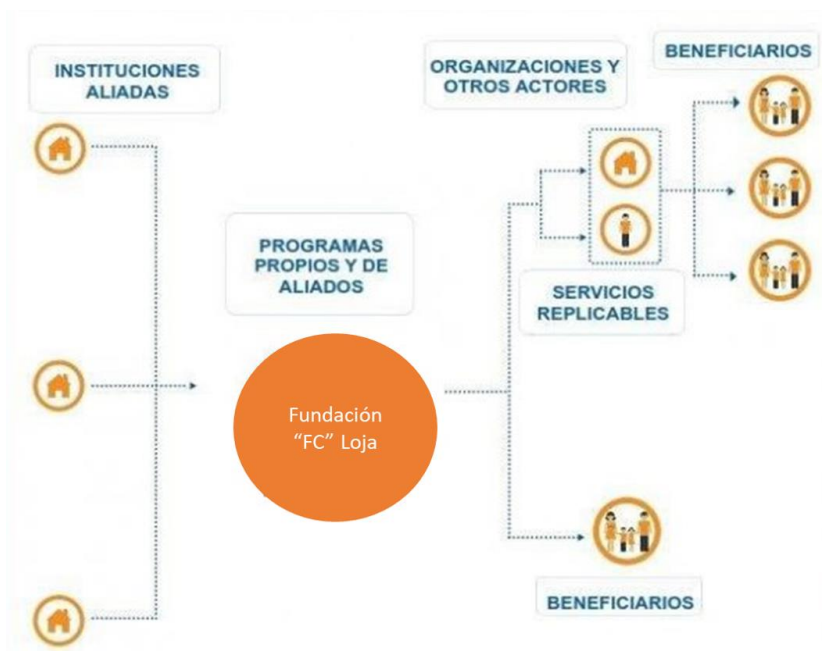 INSTITUCIONES
ALIADAS
PROGRAMAS
PROPIOS Y DE
ALIADOS
Fundación
“FC” Loja
ORGANIZACIONES Y
OTROS ACTORES
SERVICIOS
REPLICABLES
BENEFICIARIOS
BENEFICIARIOS